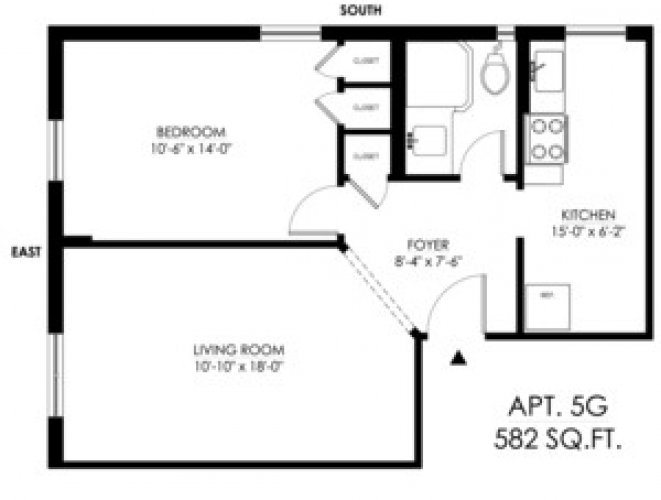 SOUTH
CLOSET
BEDROOM
10'-6" x 14'-0"
CLOSET
CLOSET
KITCHEN
15'-0" x 6'-2"
EAST
FOYER
8'-4" x 7'-6"
REF.
LIVING ROOM
10'-10" x 18'-0"
APT. 5G
582 SQ.FT.